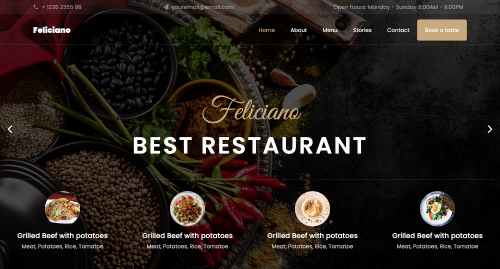 + 1235 2355 98
youremail@email.com
Open hours: Monday - Sunday 8:00AM - 9:00PM
Feliciano
Home
About
Menu
Stories
Contact
Book a table
Feliciano
BEST RESTAURANT
Grilled Beef with potatoes
Meat, Potatoes, Rice, Tomatoe
Grilled Beef with potatoes
Meat, Potatoes, Rice, Tomatoe
Grilled Beef with potatoes
Meat, Potatoes, Rice, Tomatoe
Grilled Beef with potatoes
Meat, Potatoes, Rice, Tomatoe